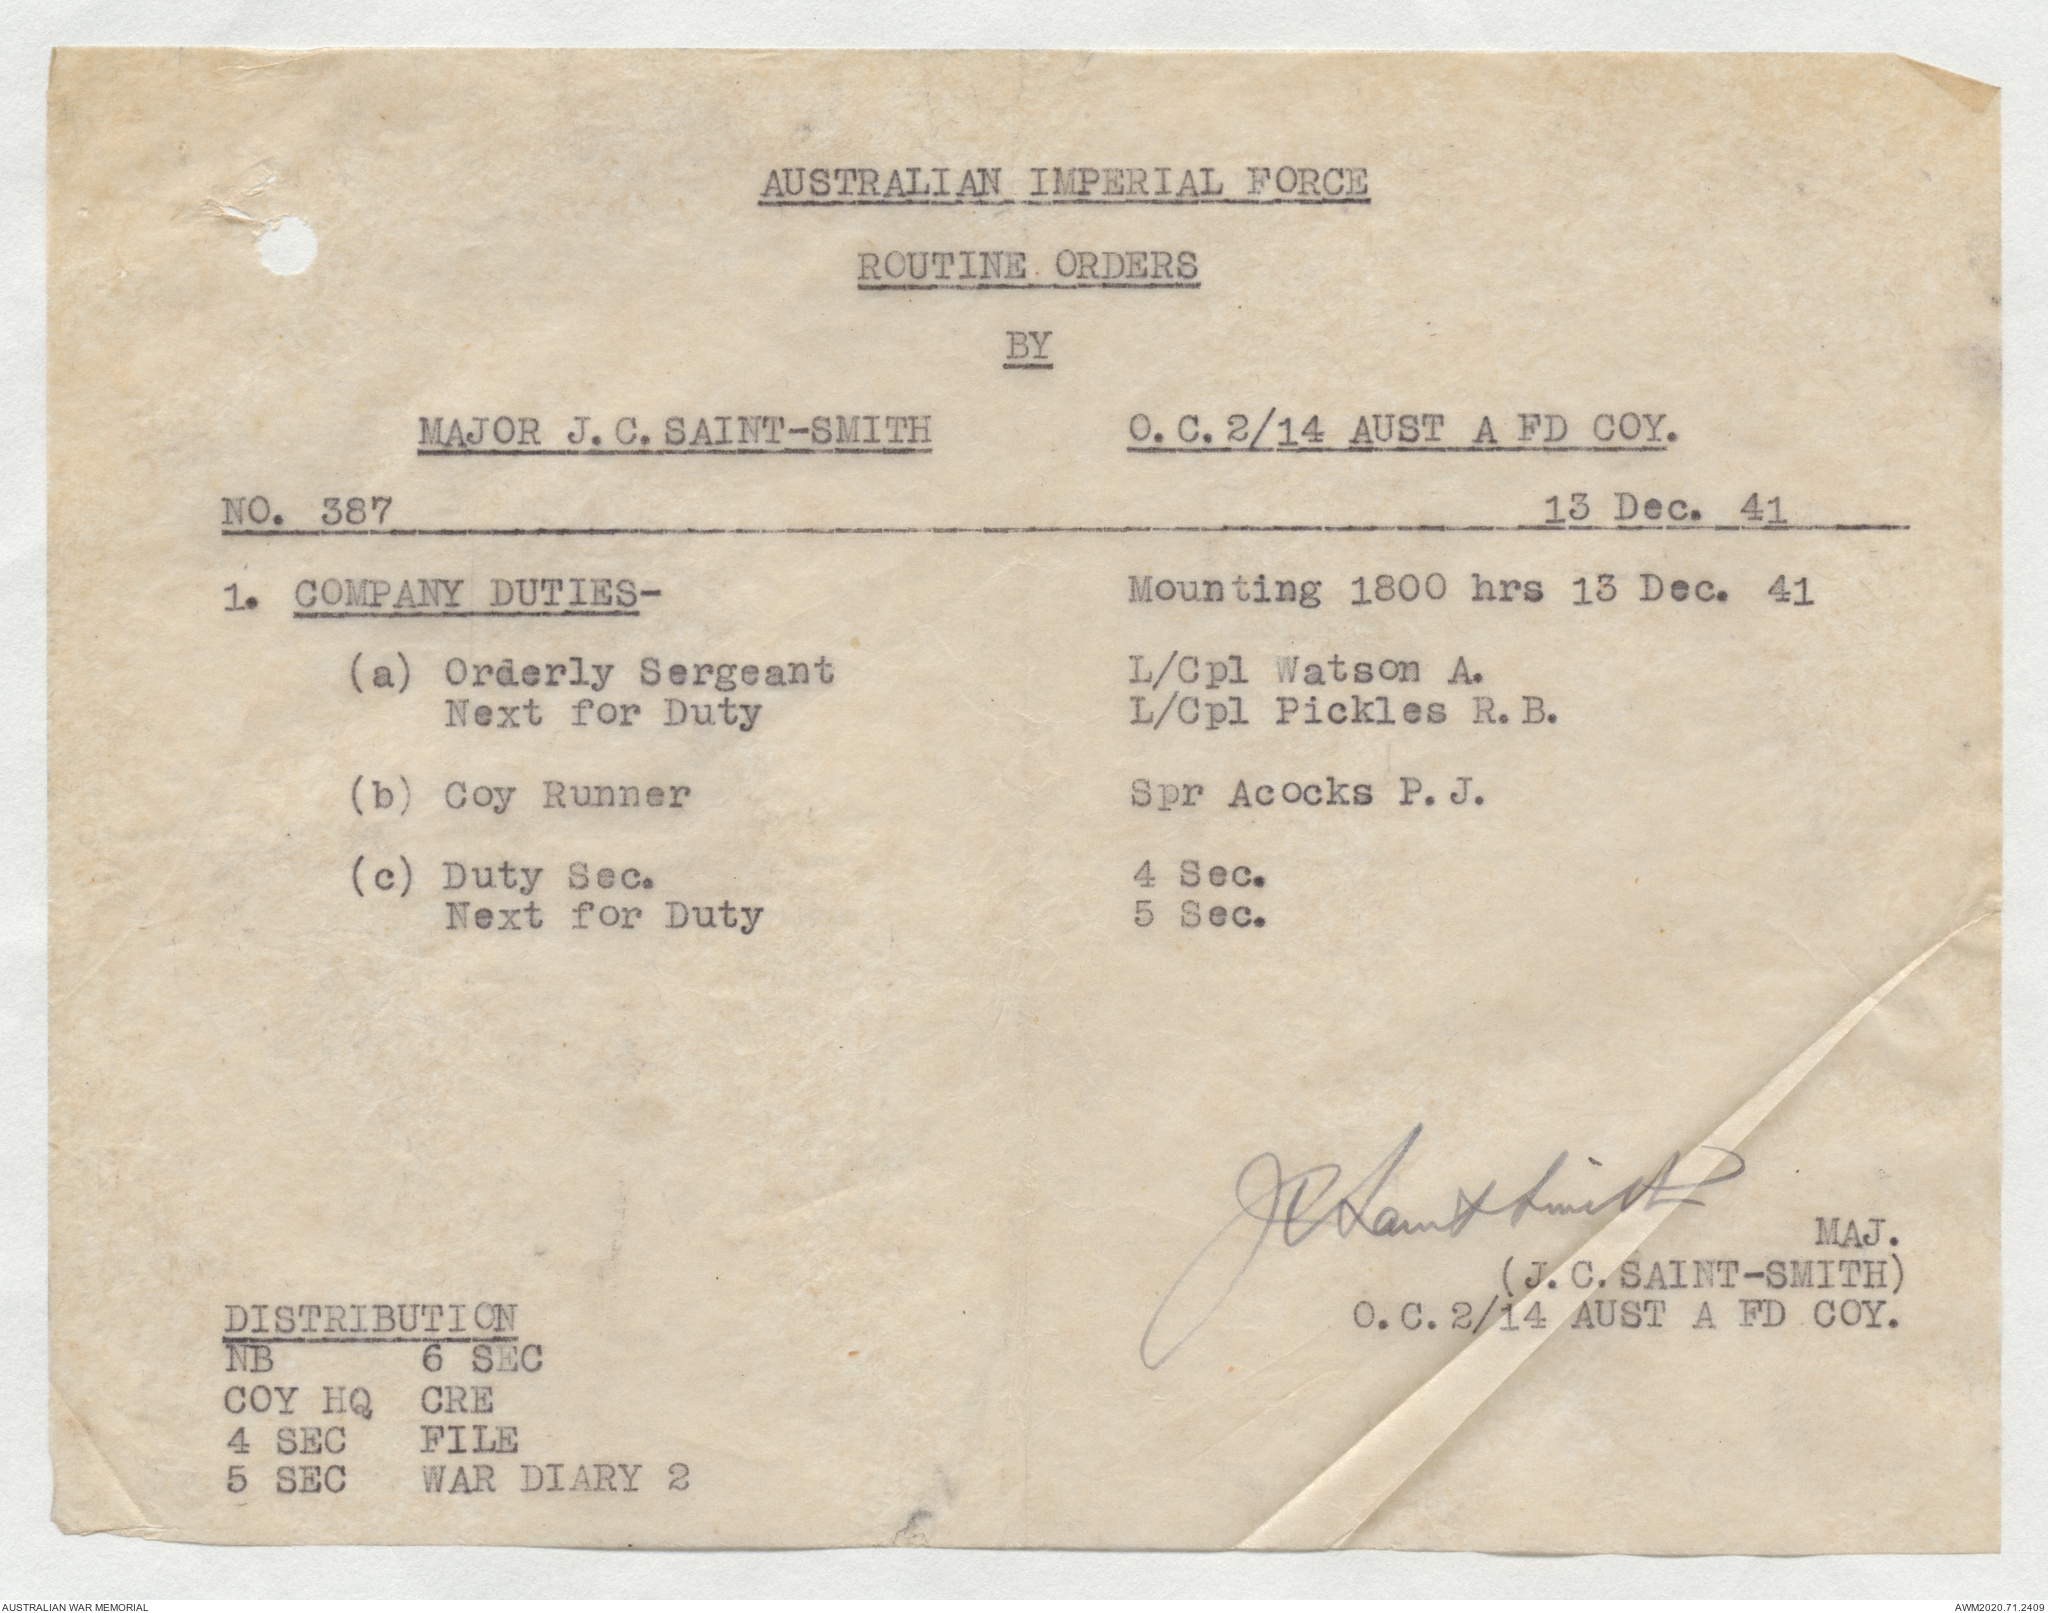 AUSTRALIAN IMPERIAL FORCE
ROUTINE ORDERS
BY
MAJOR J.C.SAINT-SMITH O.C.2/14 AUST A FD COY.
NO. 387 13 Dec. 41
1. COMPANY DUTIES- Mounting 1800 hrs 13 Dec. 41
(a) Orderly Sergeant L/Cpl Watson A.
Next for Duty L/Cpl Pickles R.B.
(b) Coy Runner Spr Acocks P.J.
(c) Duty Sec. 4 Sec.
Next for Duty 5 Sec.
JC Saint Smith
MAJ.
(J.C.SAINT-SMITH)
O.C.2/14 AUST A FD COY.
DISTRIBUTION
NB 6 SEC
COY HQ CRE
4 SEC FILE
5 SEC WAR DIARY 2
AUSTRALIAN WAR MEMORIAL AWM2020.71.2409